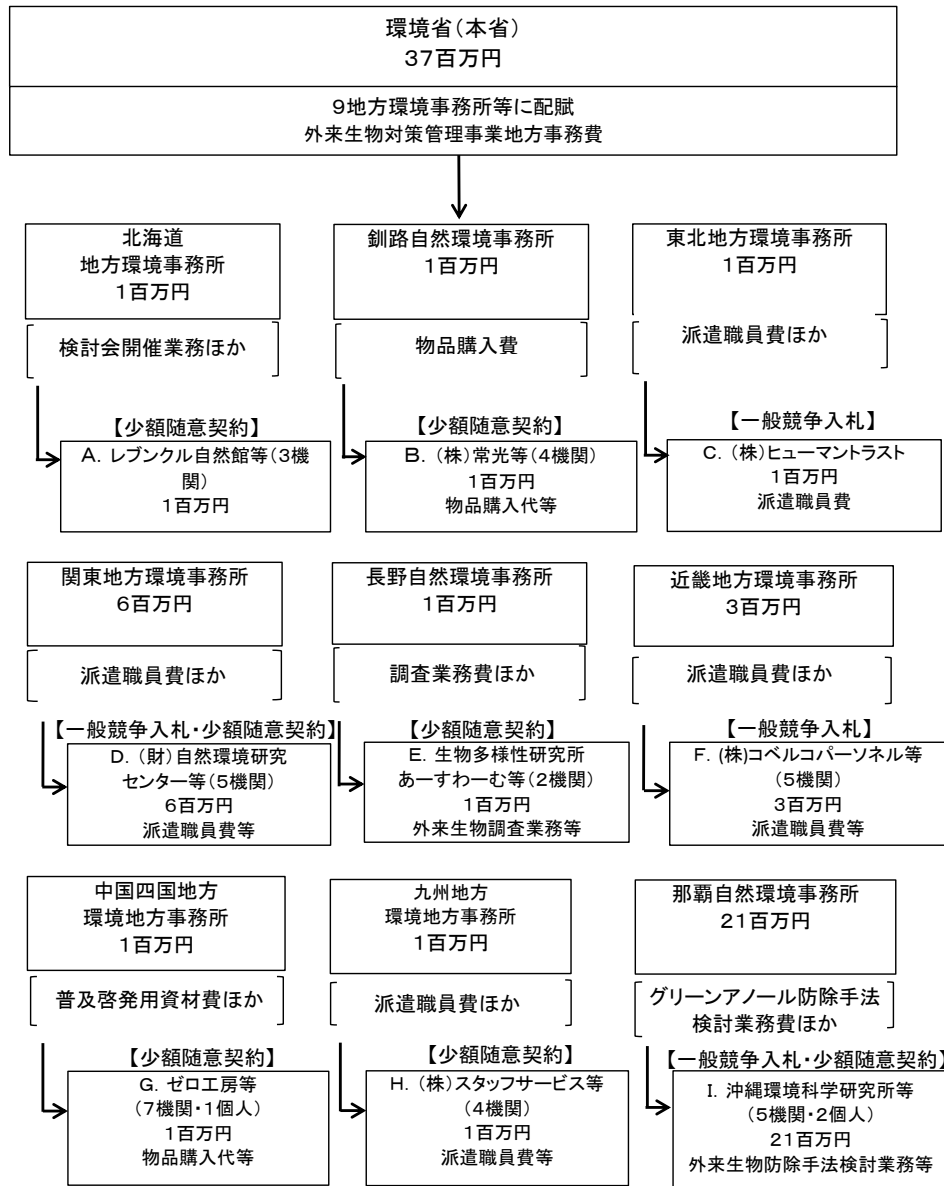 環境省（本省）
３７百万円
９地方環境事務所等に配賦
外来生物対策管理事業地方事務費
北海道
地方環境事務所
１百万円
検討会開催業務ほか
【少額随意契約】
Ａ．レブンクル自然館等（３機
関）
１百万円
釧路自然環境事務所
１百万円
物品購入費
【少額随意契約】
Ｂ．（株）常光等（４機関）
１百万円
物品購入代等
東北地方環境事務所
１百万円
派遣職員費ほか
【一般競争入札】
Ｃ．（株）ヒューマントラスト
１百万円
派遣職員費
関東地方環境事務所
６百万円
派遣職員費ほか
【一般競争入札・少額随意契約】
Ｄ．（財）自然環境研究
センター等（５機関）
６百万円
派遣職員費等
長野自然環境事務所
１百万円
調査業務費ほか
【少額随意契約】
Ｅ．生物多様性研究所
あーすわーむ等（２機関）
１百万円
外来生物調査業務等
近畿地方環境事務所
３百万円
派遣職員費ほか
【一般競争入札】
Ｆ．(株)コベルコパーソネル等
（５機関）
３百万円
派遣職員費等
中国四国地方
環境地方事務所
１百万円
普及啓発用資材費ほか
【少額随意契約】
Ｇ．ゼロ工房等
（７機関・１個人）
１百万円
物品購入代等
九州地方
環境地方事務所
１百万円
派遣職員費ほか
【少額随意契約】
Ｈ．（株）スタッフサービス等
（４機関）
１百万円
派遣職員費等
那覇自然環境事務所
２１百万円
グリーンアノール防除手法
検討業務費ほか
【一般競争入札・少額随意契約】
Ｉ．沖縄環境科学研究所等
（５機関・２個人）
２１百万円
外来生物防除手法検討業務等